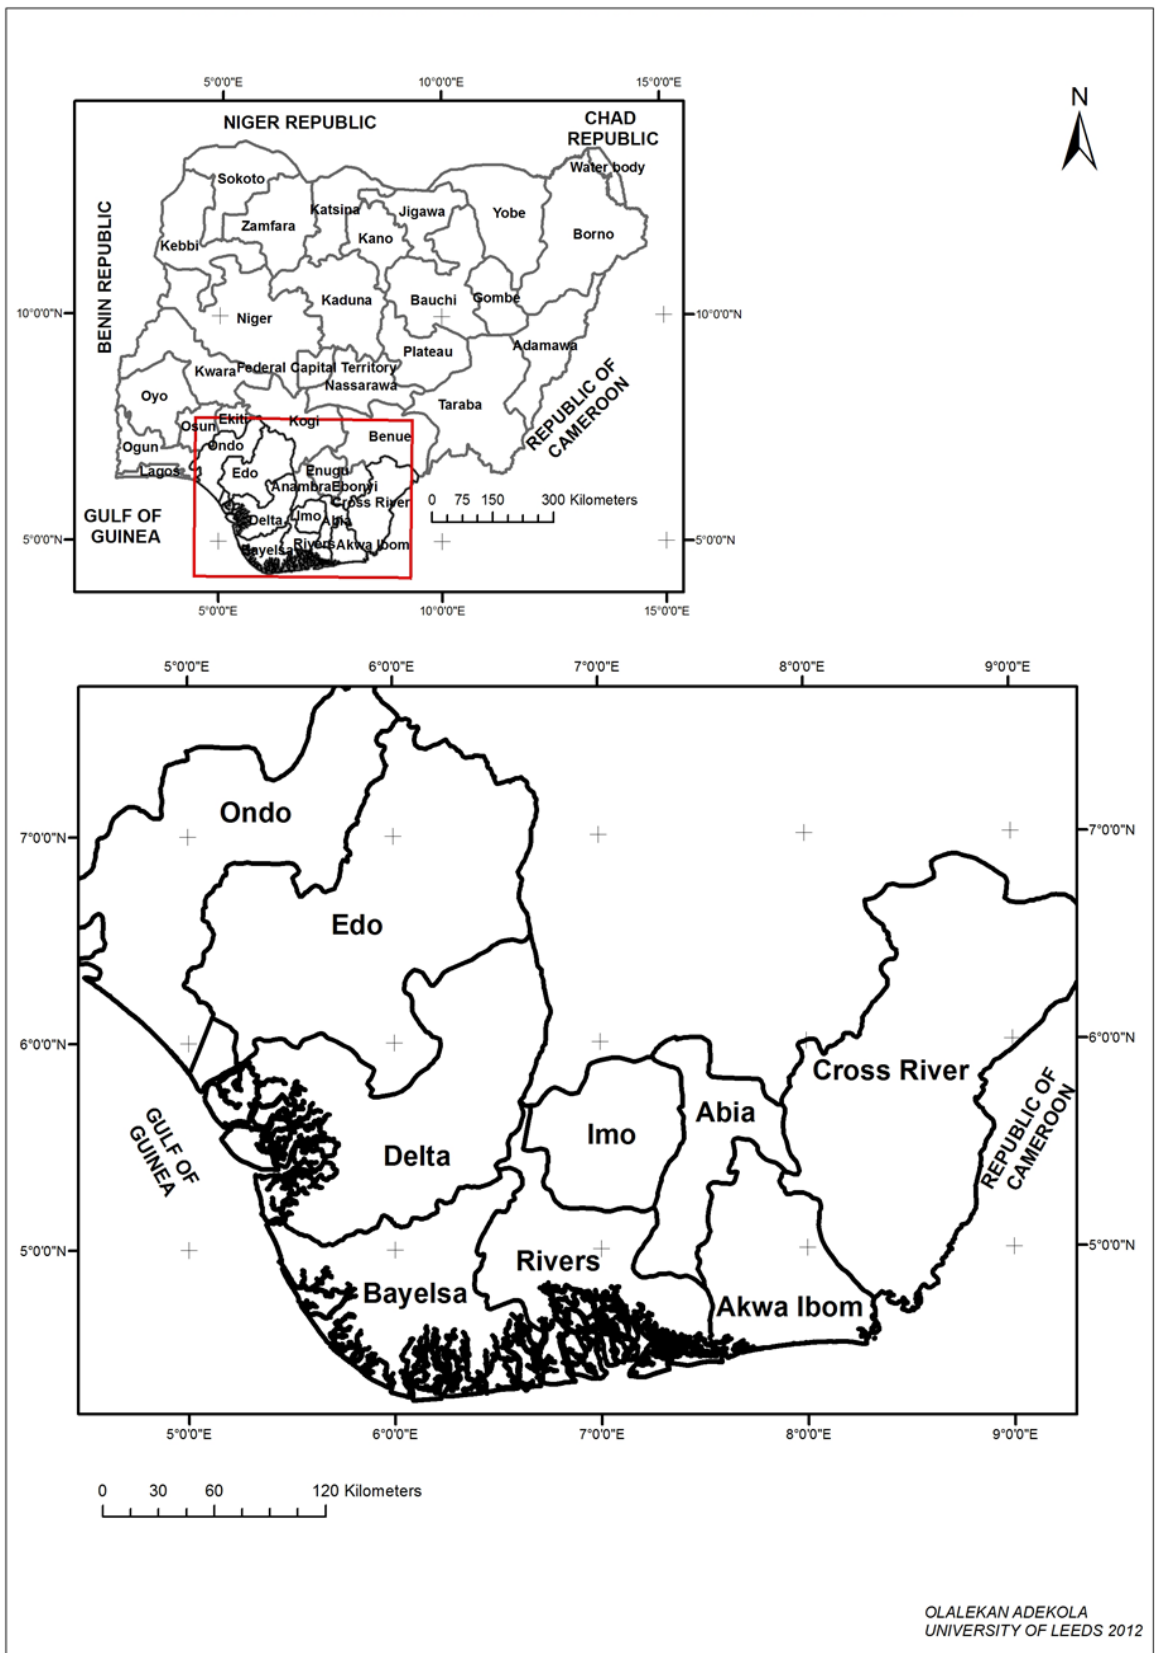 5°0'0"E 10°0'0"E 15°0'0"E
N
NIGER REPUBLIC
CHAD
REPUBLIC
Water body
Sokoto
Katsina
Jigawa
Yobe
Zamfara
Kano
Borno
Kebbi
BENIN REPUBLIC
Kaduna
Bauchi
Gombe
10°0'0"N
10°0'0"N
Niger
Adamawa
Plateau
Kwara
Federal Capital Territory
Nassarawa
Oyo
Taraba
REPUBLIC OF
CAMEROON
Osun
Ekiti
Kogi
Benue
Ogun
Ondo
Lagos
Edo
Enugu
Anambra
Ebonyi
Cross River
0 75 150 300 Kilometers
GULF OF
GUINEA
Delta
Imo
Abia
5°0'0"N
5°0'0"N
Bayelsa
Rivers
Akwa Ibom
5°0'0"E 10°0'0"E 15°0'0"E
5°0'0"E 6°0'0"E 7°0'0"E 8°0'0"E 9°0'0"E
Ondo
7°0'0"N
7°0'0"N
Edo
6°0'0"N
6°0'0"N
Cross River
Abia
Imo
GULF OF
GUINEA
REPUBLIC OF
CAMEROON
Delta
5°0'0"N
5°0'0"N
Rivers
Bayelsa
Akwa Ibom
5°0'0"E 6°0'0"E 7°0'0"E 8°0'0"E 9°0'0"E
0 30 60 120 Kilometers
OLALEKAN ADEKOLA
UNIVERSITY OF LEEDS 2012